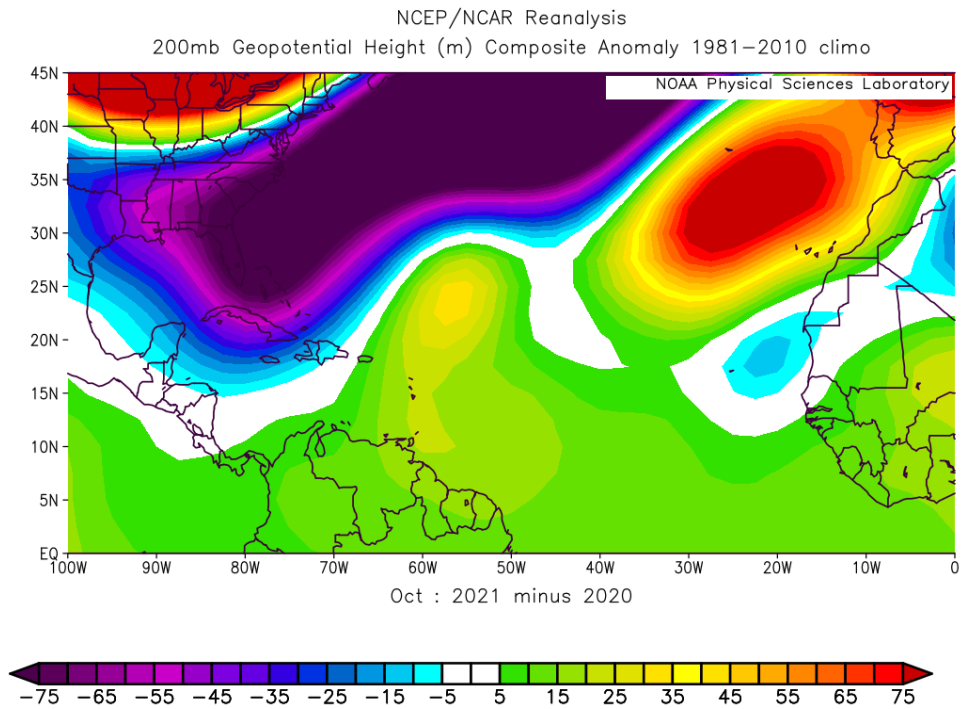 NCEP/NCAR Reanalysis
200mb Geopotential Height (m) Composite Anomaly 1981−2010 climo
NOAA Physical Sciences Laboratory
45N
40N
35N
30N
25N
20N
15N
10N
5N
EQ
100W 90W 80W 70W 60W 50W 40W 30W 20W 10W 0
Oct : 2021 minus 2020
−75 −65 −55 −45 −35 −25 −15 −5 5 15 25 35 45 55 65 75